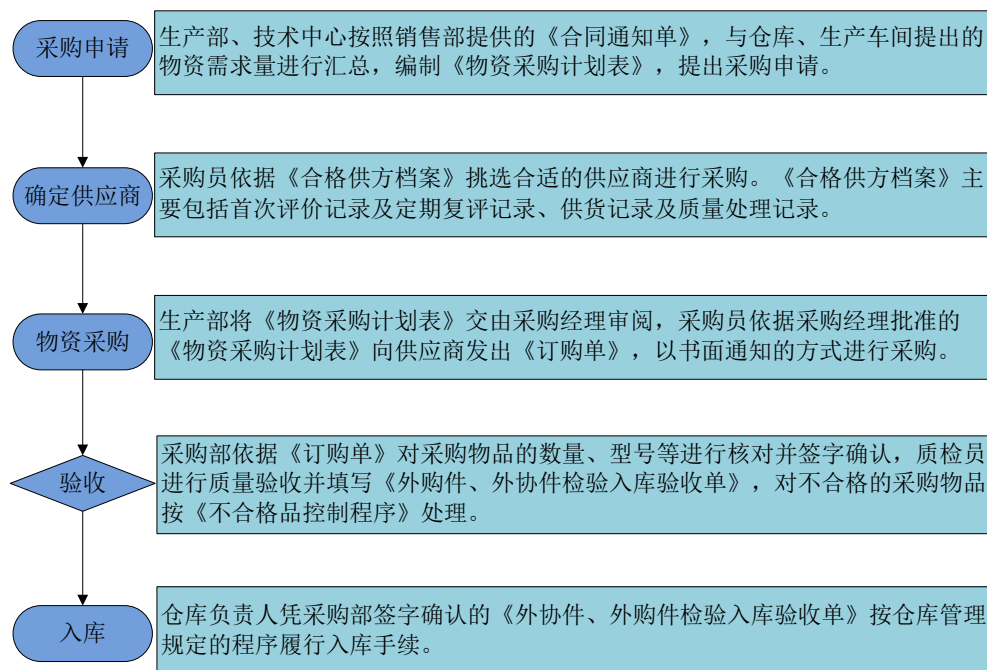 采购申请
生产部、技术中心按照销售部提供的《合同通知单》，与仓库、生产车间提出的
物资需求量进行汇总，编制《物资采购计划表》，提出采购申请。
确定供应商
采购员依据《合格供方档案》挑选合适的供应商进行采购。《合格供方档案》主
要包括首次评价记录及定期复评记录、供货记录及质量处理记录。
物资采购
生产部将《物资采购计划表》交由采购经理审阅，采购员依据采购经理批准的
《物资采购计划表》向供应商发出《订购单》，以书面通知的方式进行采购。
验收
采购部依据《订购单》对采购物品的数量、型号等进行核对并签字确认，质检员
进行质量验收并填写《外购件、外协件检验入库验收单》，对不合格的采购物品
按《不合格品控制程序》处理。
入库
仓库负责人凭采购部签字确认的《外协件、外购件检验入库验收单》按仓库管理
规定的程序履行入库手续。